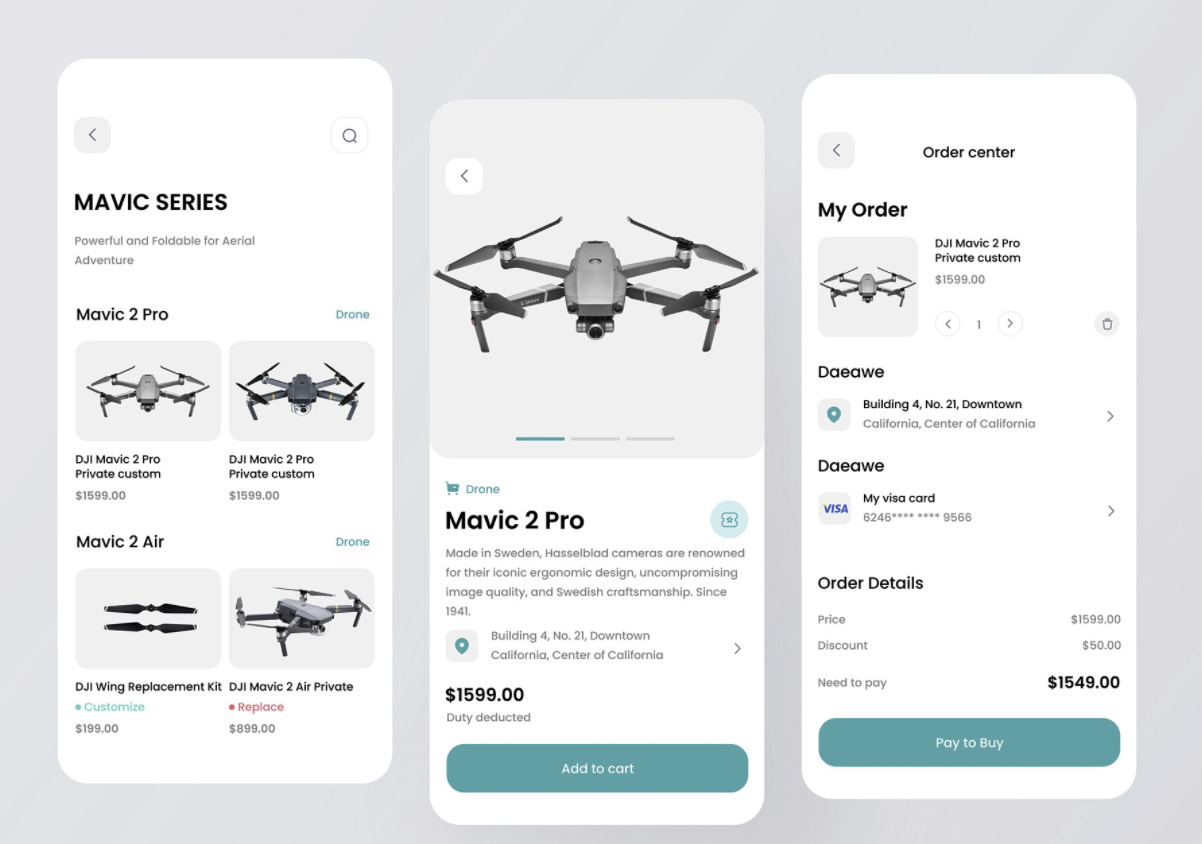 MAVIC SERIES
Powerful and Foldable for Aerial
Adventure
Mavic 2 Pro
Drone
DJI Mavic 2 Pro
Private custom
$1599.00
DJI Mavic 2 Pro
Private custom
$1599.00
Mavic 2 Air
Drone
DJI Wing Replacement Kit
Customize
$199.00
DJI Mavic 2 Air Private
Replace
$899.00
Drone
Mavic 2 Pro
Made in Sweden, Hasselblad cameras are renowned
for their iconic ergonomic design, uncompromising
image quality, and Swedish craftsmanship. Since
1941.
Building 4, No. 21, Downtown
California, Center of California
$1599.00
Duty deducted
Add to cart
Order center
My Order
DJI Mavic 2 Pro
Private custom
$1599.00
1
Daeawe
Building 4, No. 21, Downtown
California, Center of California
Daeawe
VISA
My visa card
6246**** **** 9566
Order Details
Price
$1599.00
Discount
$50.00
Need to pay
$1549.00
Pay to Buy